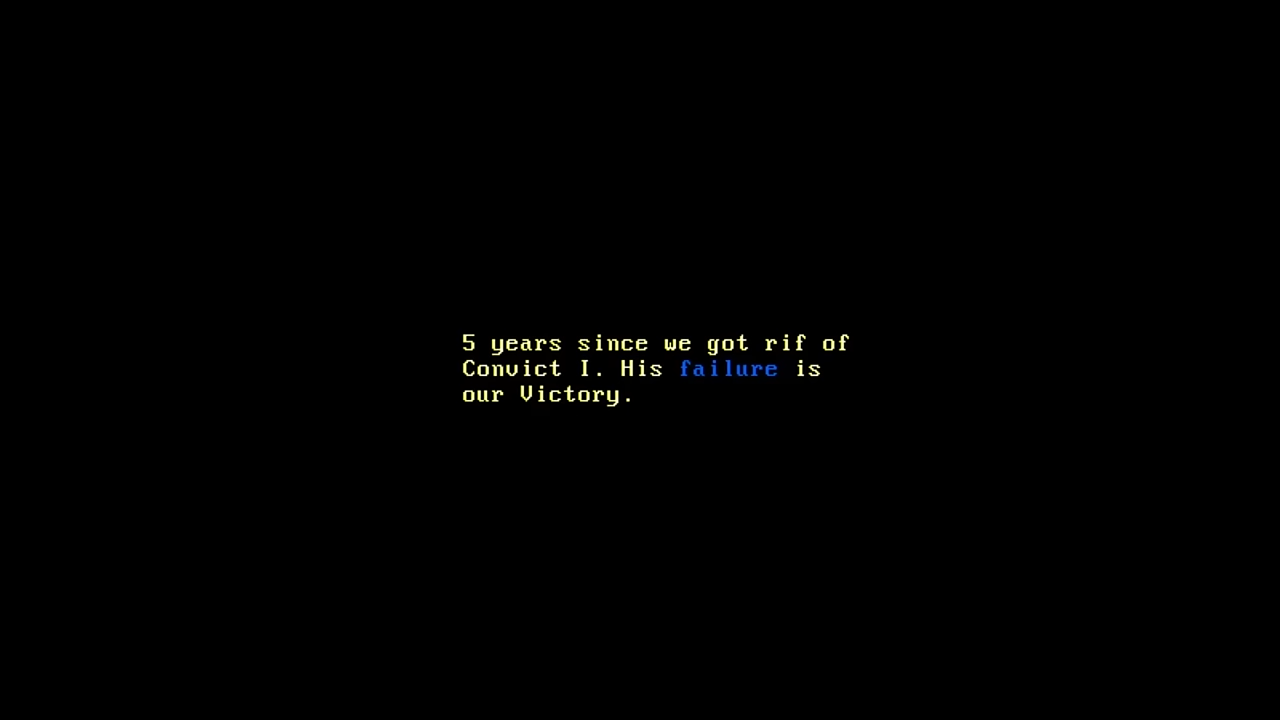 5 years since we got rif of
Convict I. His failure is
our Victory.